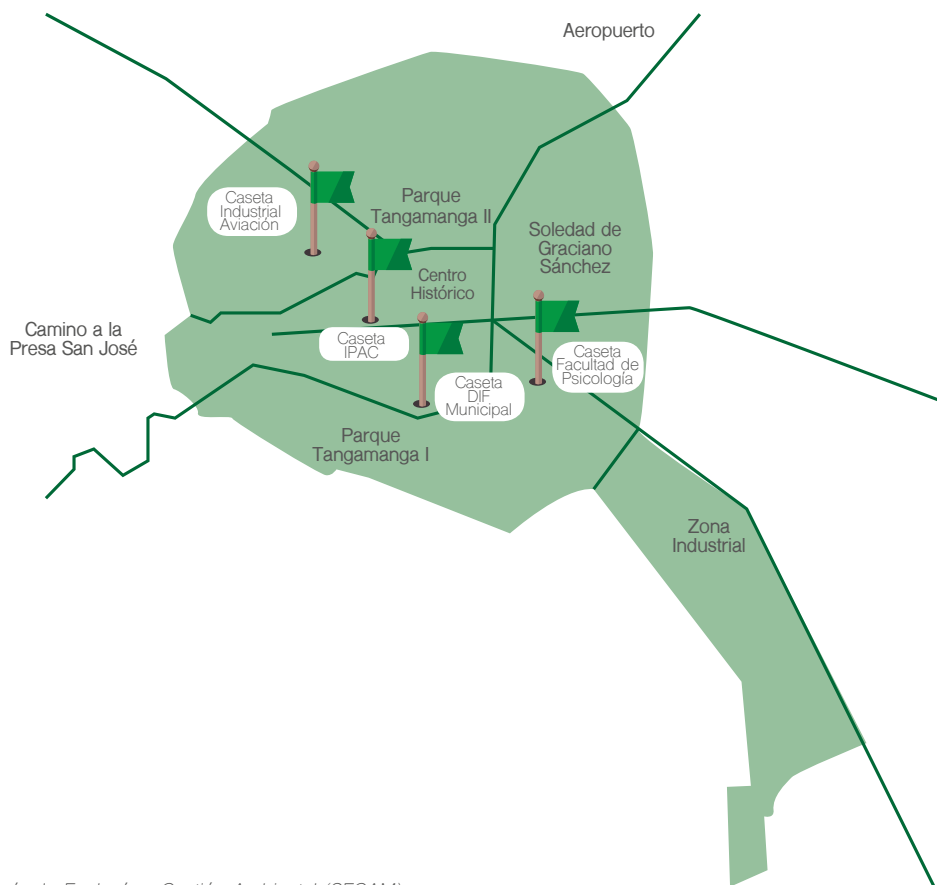 Aeropuerto
Caseta
Industrial
Aviación
Parque
Tangamanga II
Soledad de
Graciano
Sánchez
Centro
Histórico
Camino a la
Presa San José
Caseta
IPAC
Caseta
Facultad de
Psicología
Caseta
DIF
Municipal
Parque
Tangamanga I
Zona
Industrial